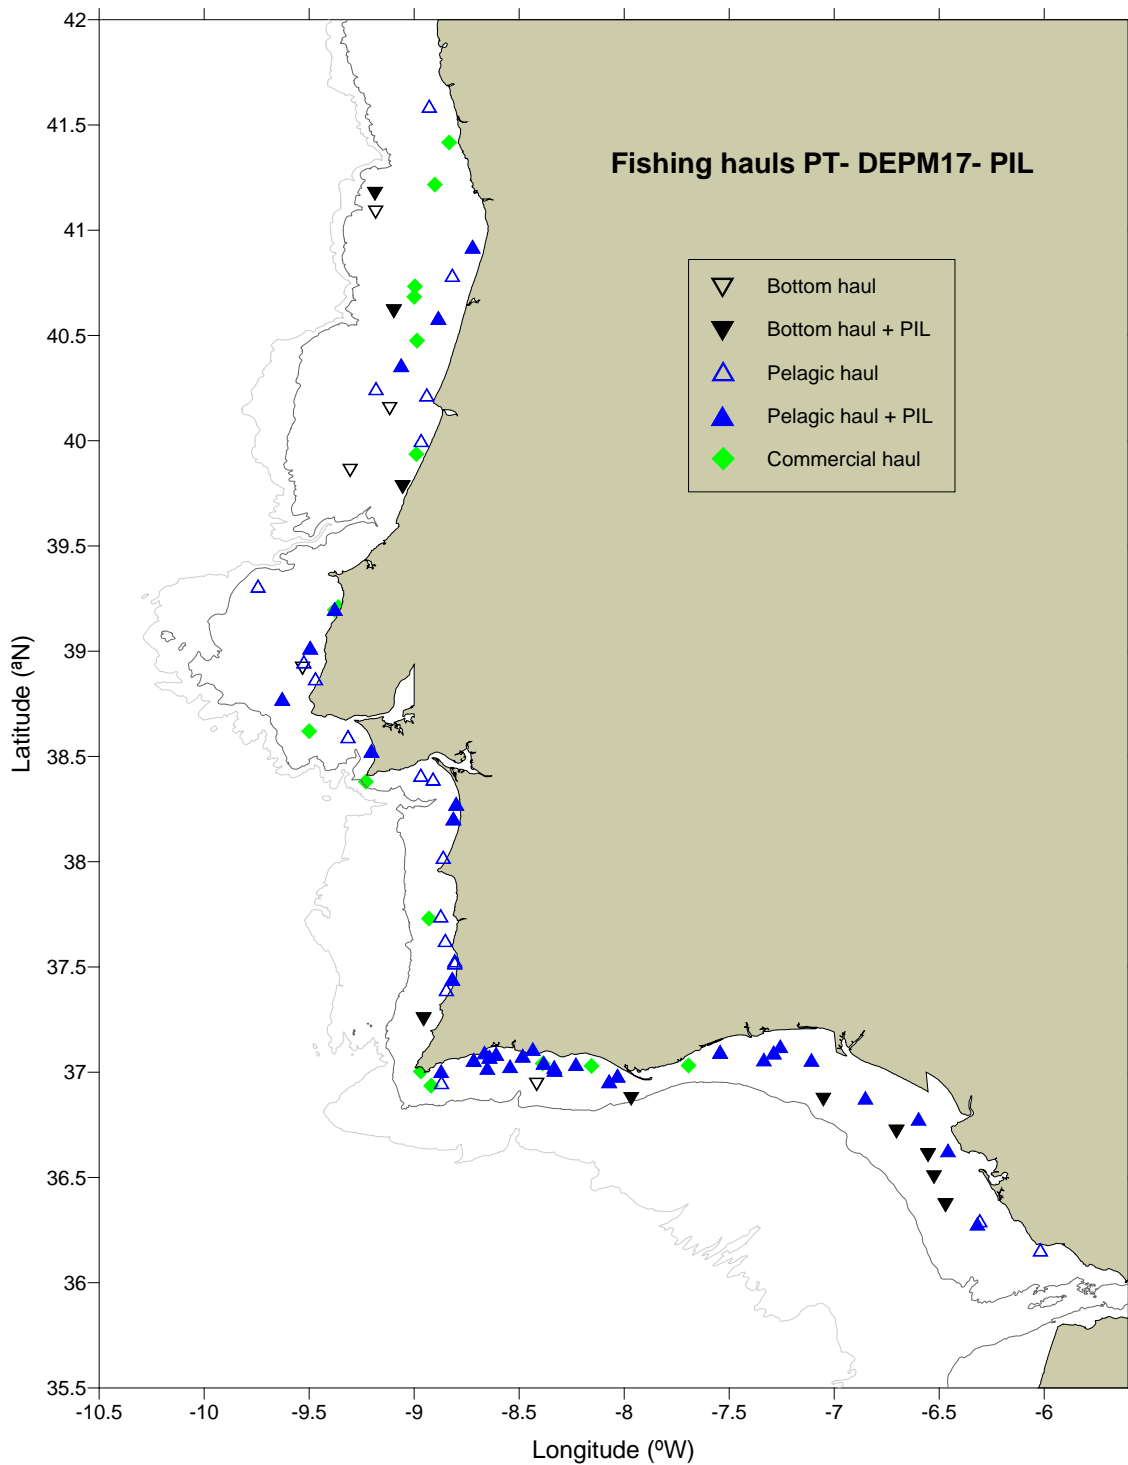 Fishing hauls PT- DEPM17- PIL
Bottom haul
Bottom haul + PIL
Pelagic haul
Pelagic haul + PIL
Commercial haul
Latitude (ªN)
42
41.5
41
40.5
40
39.5
39
38.5
38
37.5
37
36.5
36
35.5
-10.5 -10 -9.5 -9 -8.5 -8 -7.5 -7 -6.5 -6
Longitude (ºW)